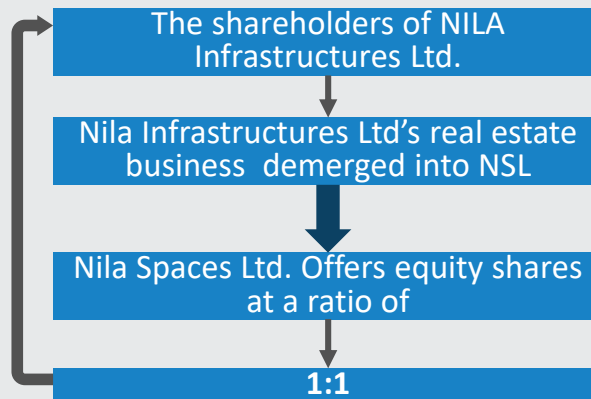 The shareholders of NILA
Infrastructures Ltd.
Nila Infrastructures Ltd’s real estate
business demerged into NSL
Nila Spaces Ltd. Offers equity shares
at a ratio of
1:1